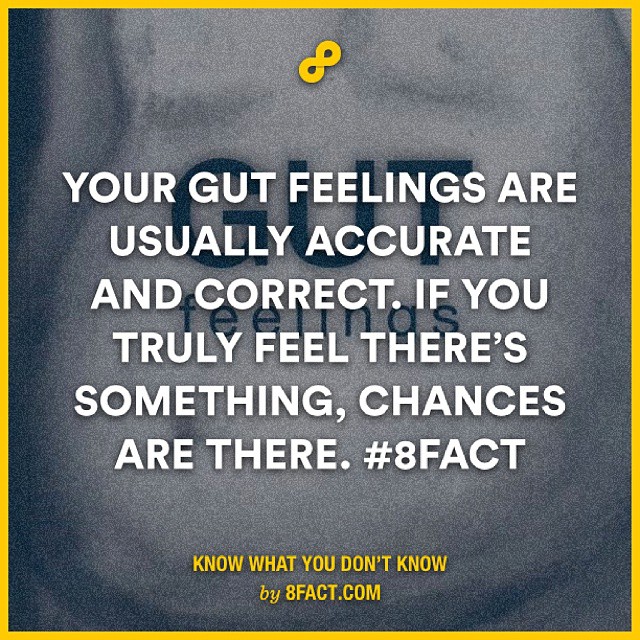 YOUR GUT FEELINGS ARE
USUALLY ACCURATE
AND CORRECT. IF YOU
TRULY FEEL THERE'S
SOMETHING, CHANCES
ARE THERE. #8FACT
GUT
feelings
KNOW WHAT YOU DON'T KNOW
by 8FACT.COM